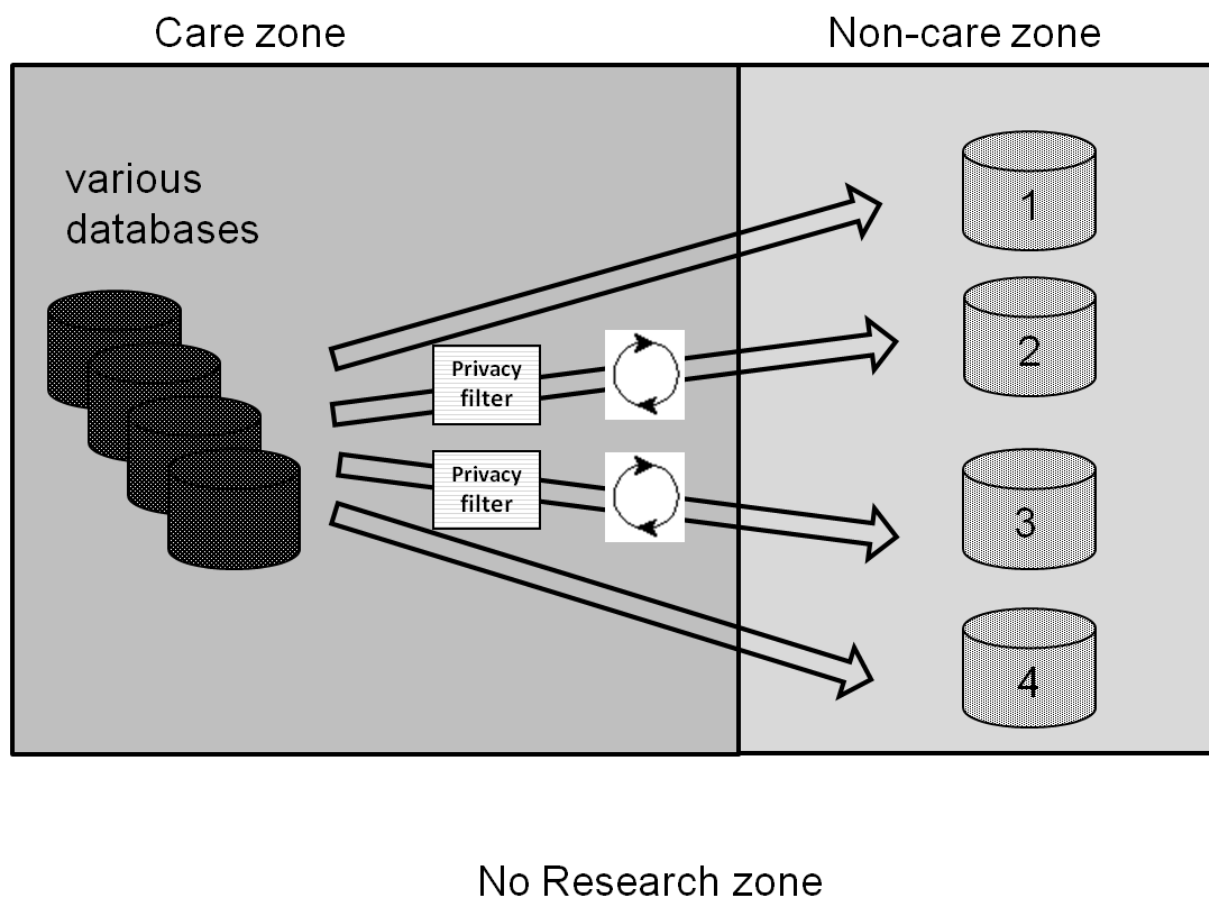 Care zone
Non-care zone
various
databases
1
Privacy
filter
2
Privacy
filter
3
4
No Research zone